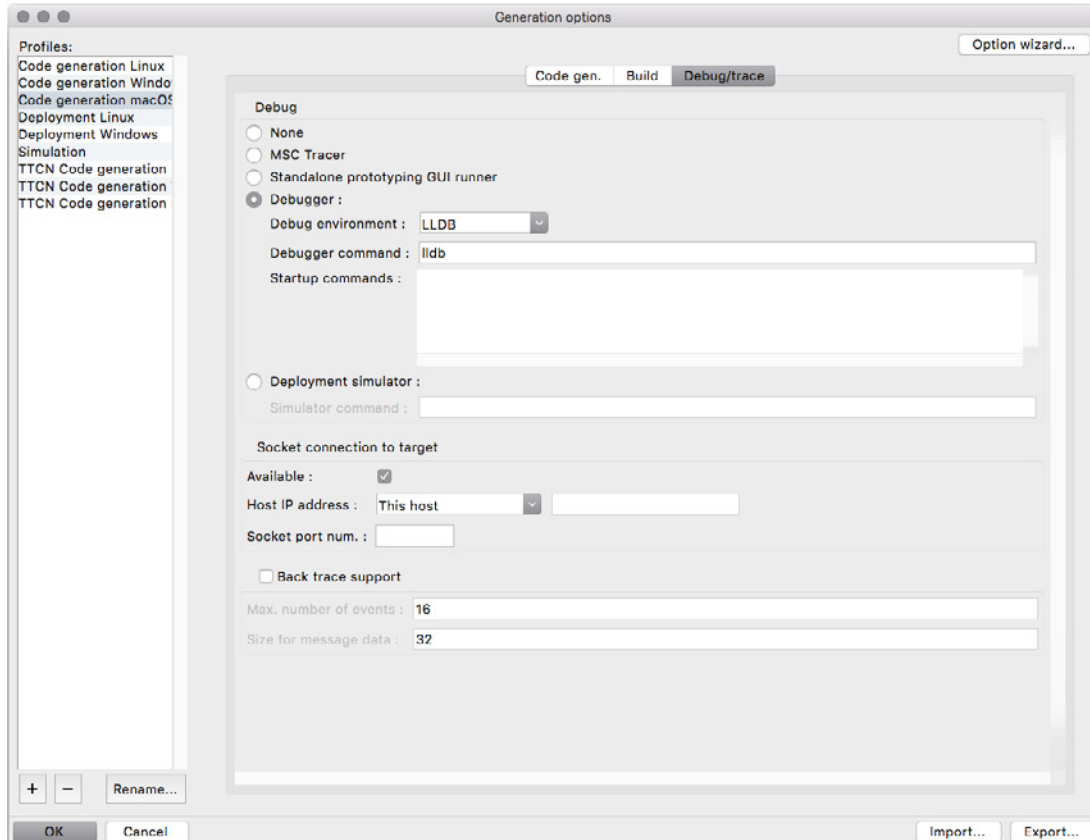 Generation options
Profiles:
Option wizard...
Code generation Linux
Code generation Windo
Code generation macOS
Deployment Linux
Deployment Windows
Simulation
TTCN Code generation
TTCN Code generation
TTCN Code generation
Code gen. Build Debug/trace
Debug
None
MSC Tracer
Standalone prototyping GUI runner
Debugger :
Debug environment : LLDB
Debugger command : lldb
Startup commands :
Deployment simulator :
Simulator command :
Socket connection to target
Available :
Host IP address : This host
Socket port num. :
Back trace support
Max. number of events : 16
Size for message data : 32
+ − Rename...
OK Cancel Import... Export...